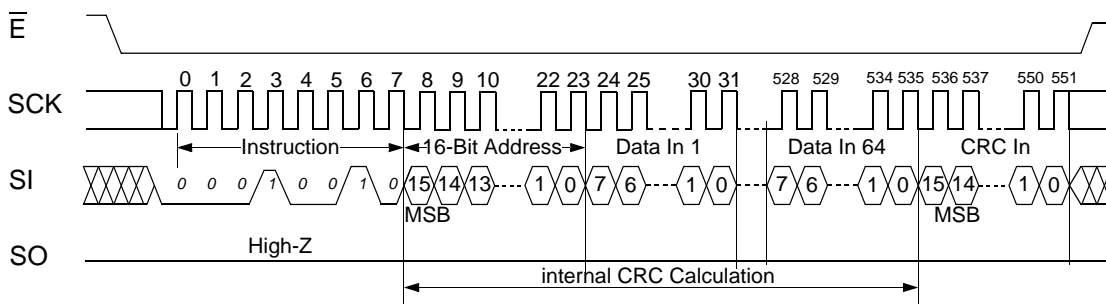 E
0 1 2 3 4 5 6 7 8 9 10 22 23 24 25 30 31 528 529 534 535 536 537 550 551
SCK
Instruction 16-Bit Address Data In 1 Data In 64 CRC In
SI 0 0 0 1 0 0 1 0 15 14 13 1 0 7 6 1 0 7 6 1 0 15 14 1 0
MSB MSB
High-Z
SO
internal CRC Calculation